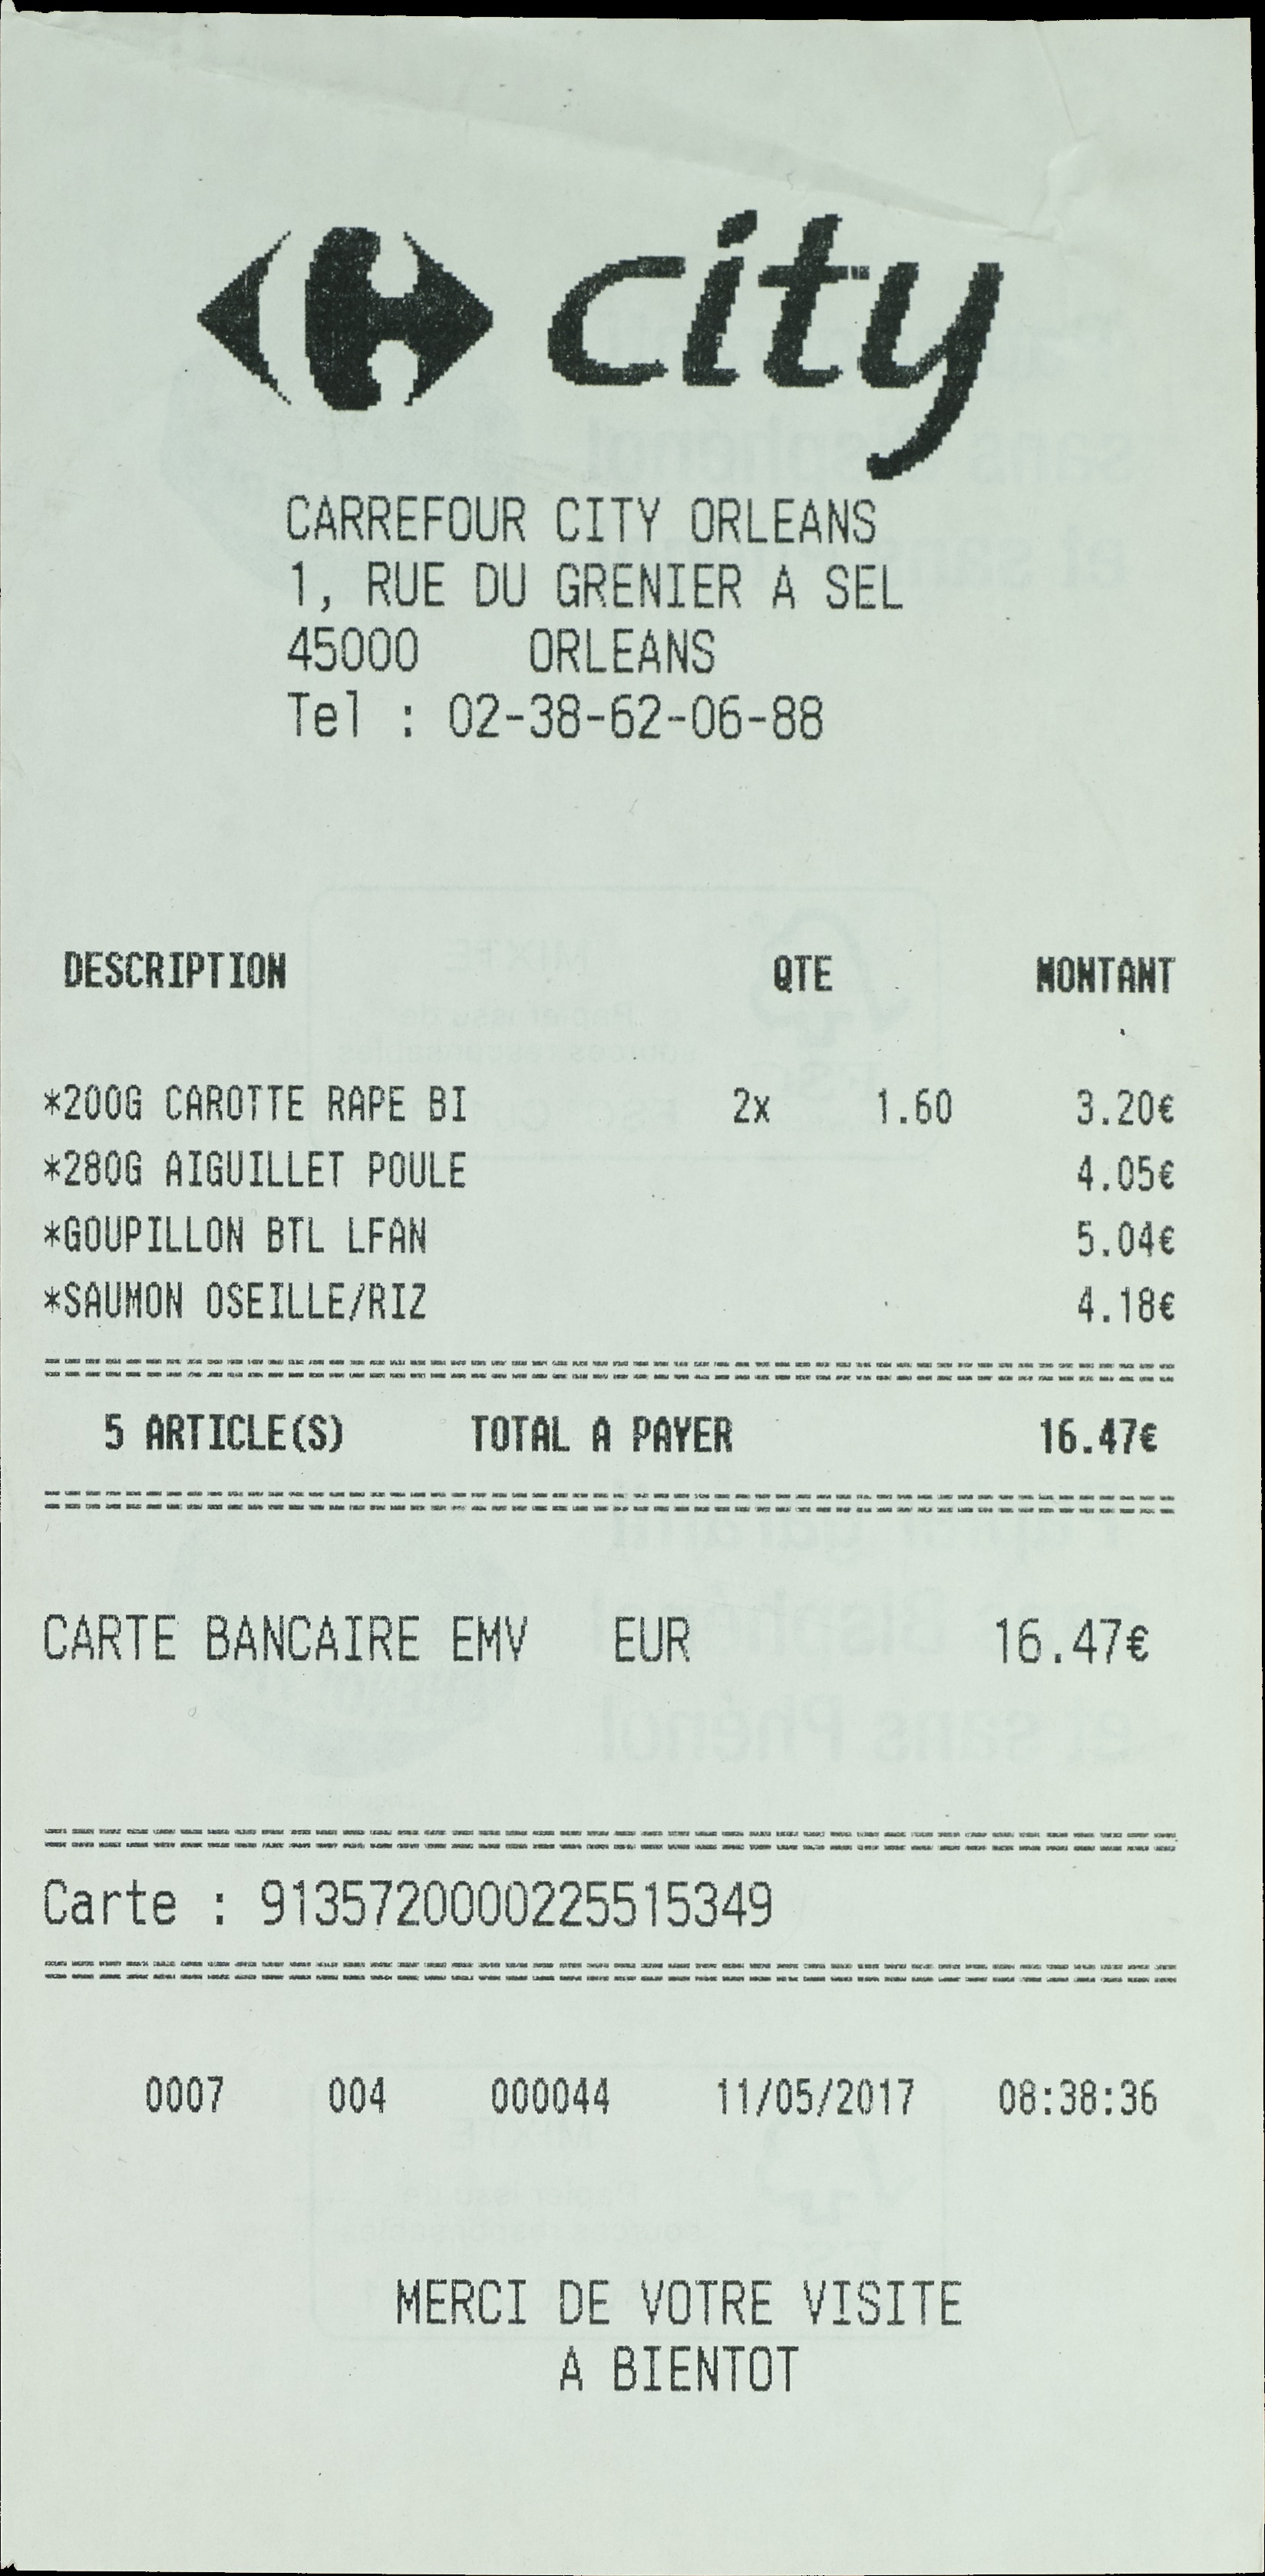 city
CARREFOUR CITY ORLEANS
1, RUE DU GRENIER A SEL
45000 ORLEANS
Tel : 02-38-62-06-88
DESCRIPTION QTE MONTANT
*200G CAROTTE RAPE BI 2x 1.60 3.20€
*280G AIGUILLET POULE 4.05€
*GOUPILLON BTL LFAN 5.04€
*SAUMON OSEILLE/RIZ 4.18€
5 ARTICLE(S) TOTAL A PAYER 16.47€
CARTE BANCAIRE EMV EUR 16.47€
Carte : 9135720000225515349
0007 004 000044 11/05/2017 08:38:36
MERCI DE VOTRE VISITE
A BIENTOT